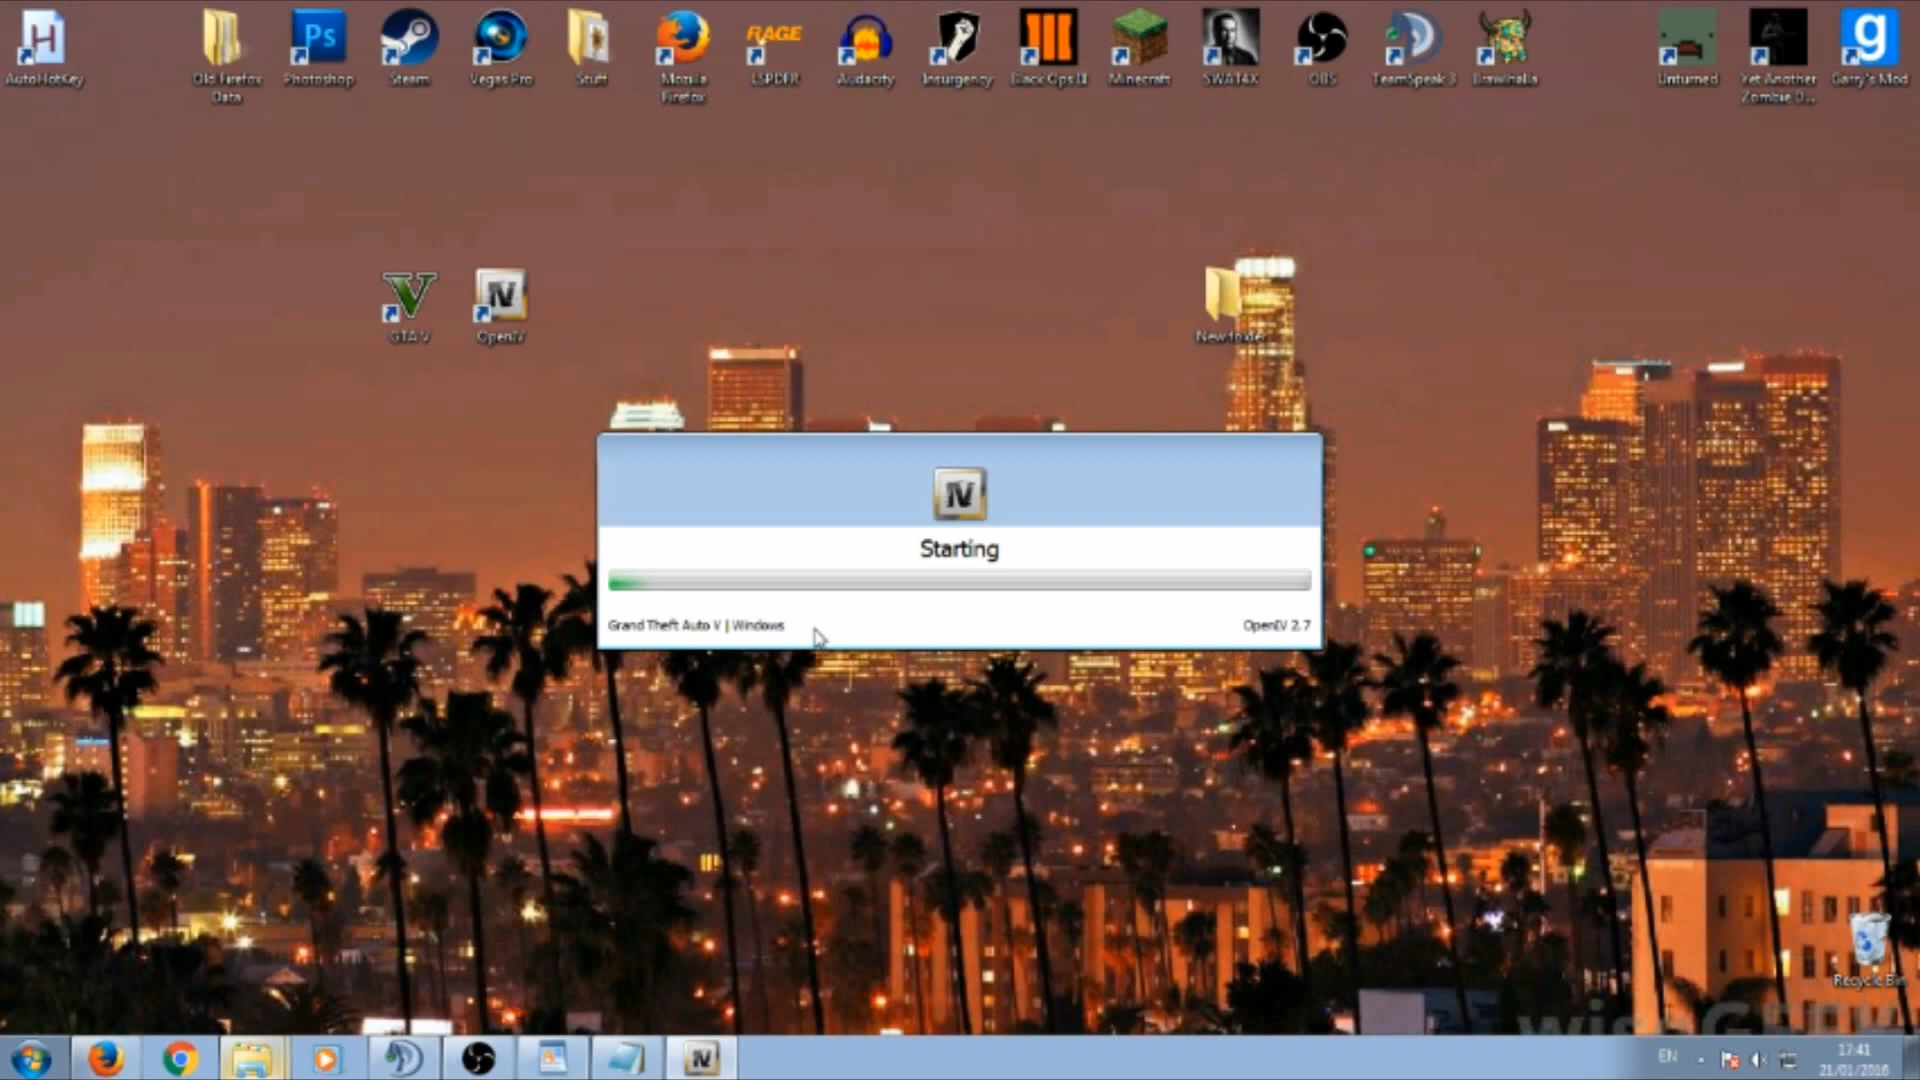 AutoHotKey
Old Firefox
Data
Photoshop
Steam
Vegas Pro
Stuff
Mozilla
Firefox
RAGE
LSPDFR
Audacity
Insurgency
Black Ops III
Minecraft
SWAT4X
OBS
TeamSpeak 3
Brawlhalla
Unturned
Yet Another
Zombie D...
Garry's Mod
GTA V
OpenIV
New folder
Starting
Grand Theft Auto V | Windows
OpenIV 2.7
Recycle Bin
EN
17:41
21/01/2016